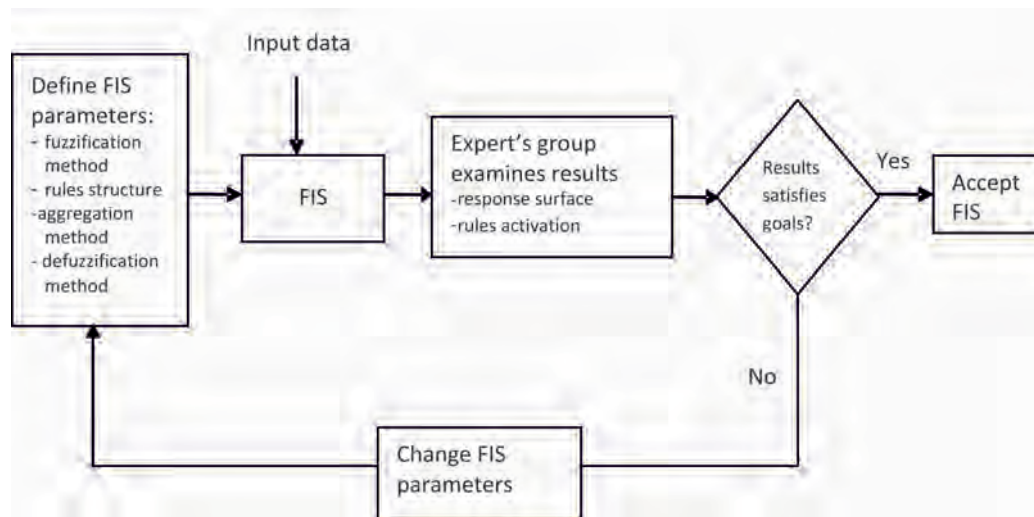 Input data
Define FIS
parameters:
- fuzzification
method
- rules structure
-aggregation
method
- defuzzification
method
FIS
Expert's group
examines results
-response surface
-rules activation
Results
satisfies
goals?
Yes
Accept
FIS
No
Change FIS
parameters